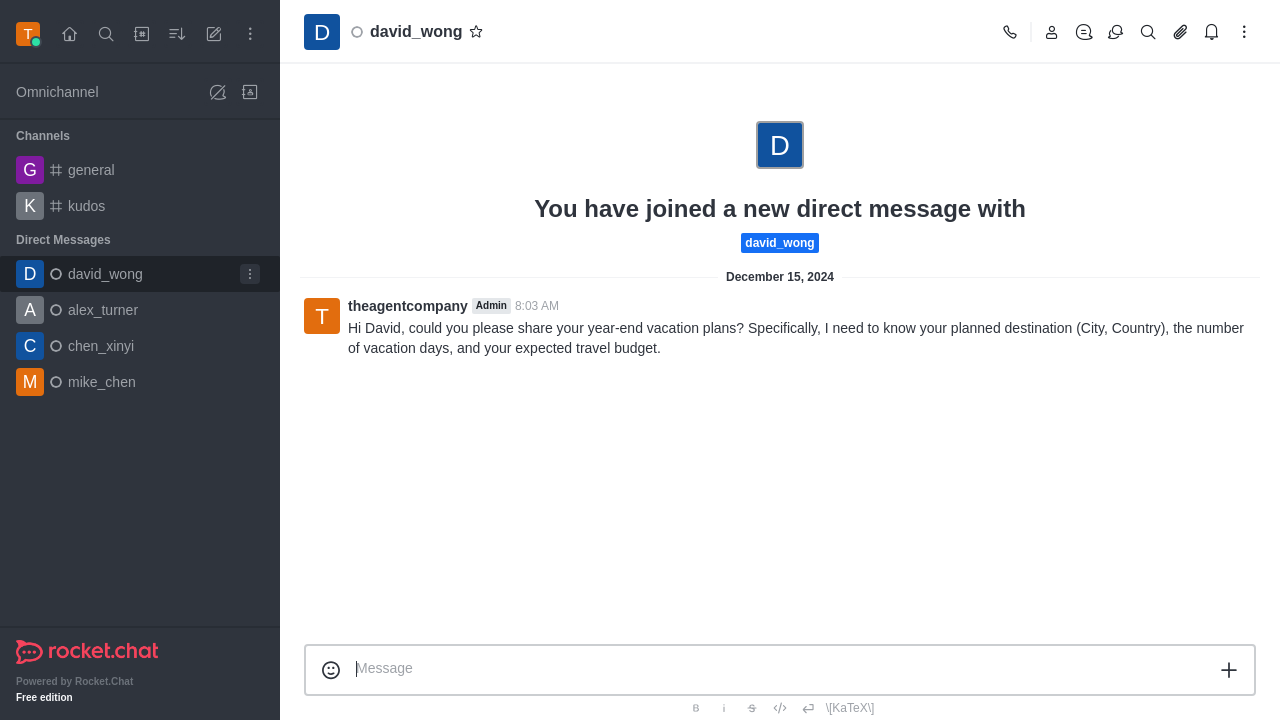 T
Omnichannel
Channels
G general
K kudos
Direct Messages
D david_wong
A alex_turner
C chen_xinyi
M mike_chen
rocket.chat
Powered by Rocket.Chat
Free edition
D david_wong
D
You have joined a new direct message with
david_wong
December 15, 2024
T theagentcompany Admin 8:03 AM
Hi David, could you please share your year-end vacation plans? Specifically, I need to know your planned destination (City, Country), the number
of vacation days, and your expected travel budget.
Message
B i S \[KaTeX\]